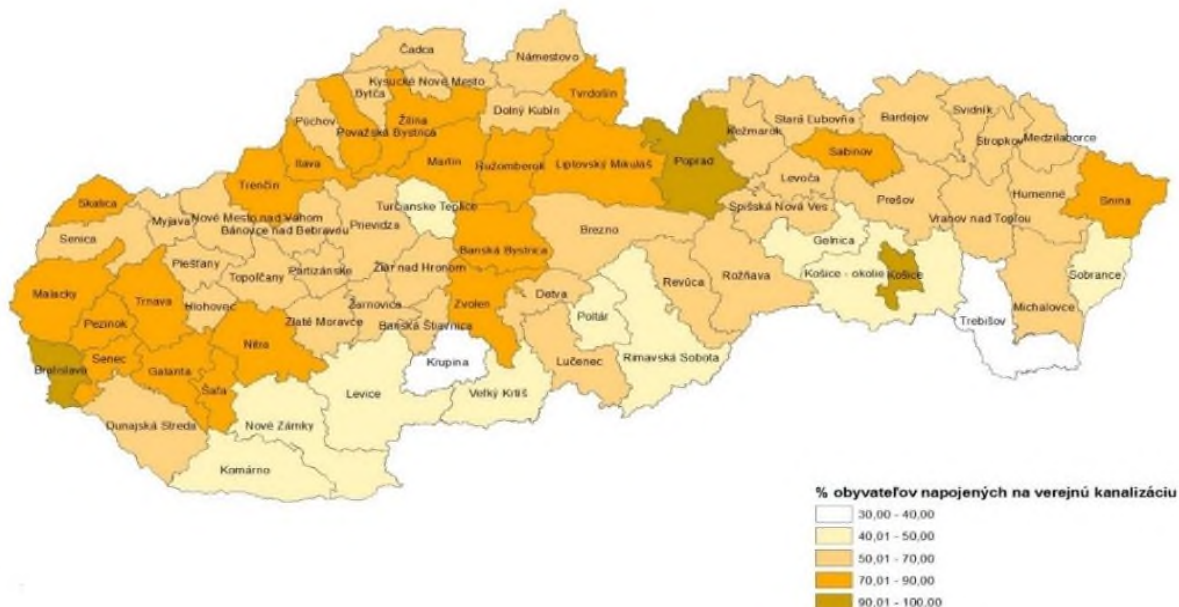 Čadca
Námestovo
Kysucké Nové Mesto
Bytča
Tvrdošín
Dolný Kubín
Púchov
Žilina
Považská Bystrica
Stará Ľubovňa
Kežmarok
Bardejov
Svidník
Stropkov
Medzilaborce
Ilava
Martin
Ružomberok
Liptovský Mikuláš
Poprad
Sabinov
Levoča
Trenčín
Skalica
Turčianske Teplice
Prešov
Humenné
Snina
Myjava
Nové Mesto nad Váhom
Bánovce nad Bebravou
Prievidza
Spišská Nová Ves
Vranov nad Topľou
Senica
Banská Bystrica
Brezno
Gelnica
Piešťany
Topoľčany
Partizánske
Žiar nad Hronom
Košice - okolie
Košice
Sobrance
Malacky
Trnava
Hlohovec
Zvolen
Detva
Revúca
Rožňava
Žarnovica
Michalovce
Pezinok
Zlaté Moravce
Banská Štiavnica
Poltár
Trebišov
Nitra
Bratislava
Senec
Galanta
Krupina
Lučenec
Rimavská Sobota
Šaľa
Levice
Veľký Krtíš
Dunajská Streda
Nové Zámky
Komárno
% obyvateľov napojených na verejnú kanalizáciu
30,00 - 40,00
40,01 - 50,00
50,01 - 70,00
70,01 - 90,00
90,01 - 100,00